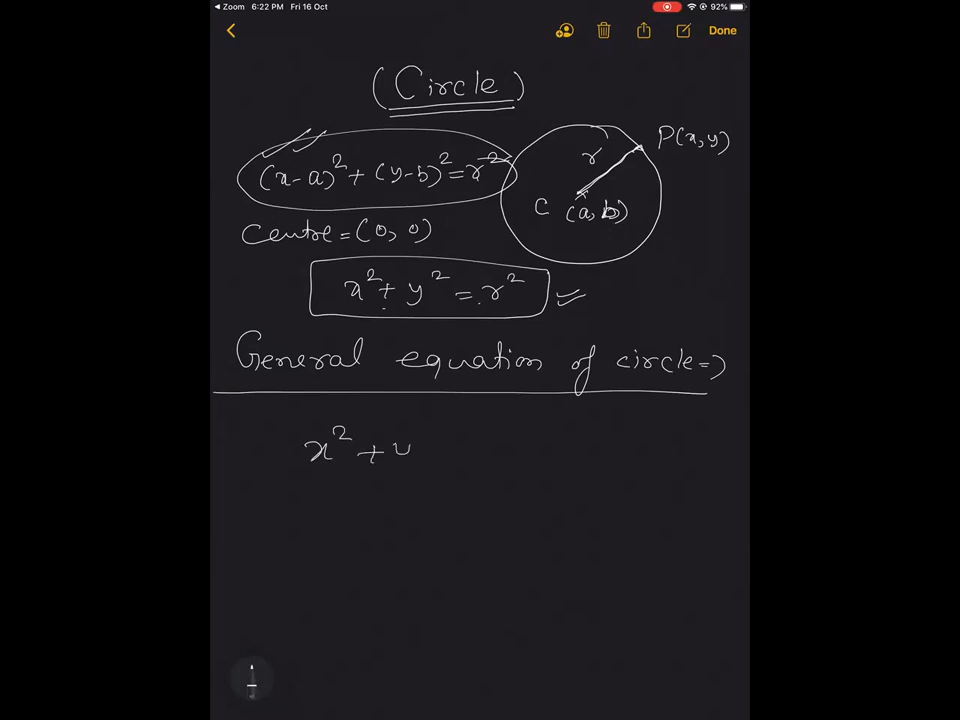 Zoom 6:22 PM Fri 16 Oct 92%
Done
(Circle)
(x-a)²+(y-b)²=r²
r
P(x,y)
C (a,b)
Centre=(0,0)
x²+y²=r²
General equation of circle=>
x²+